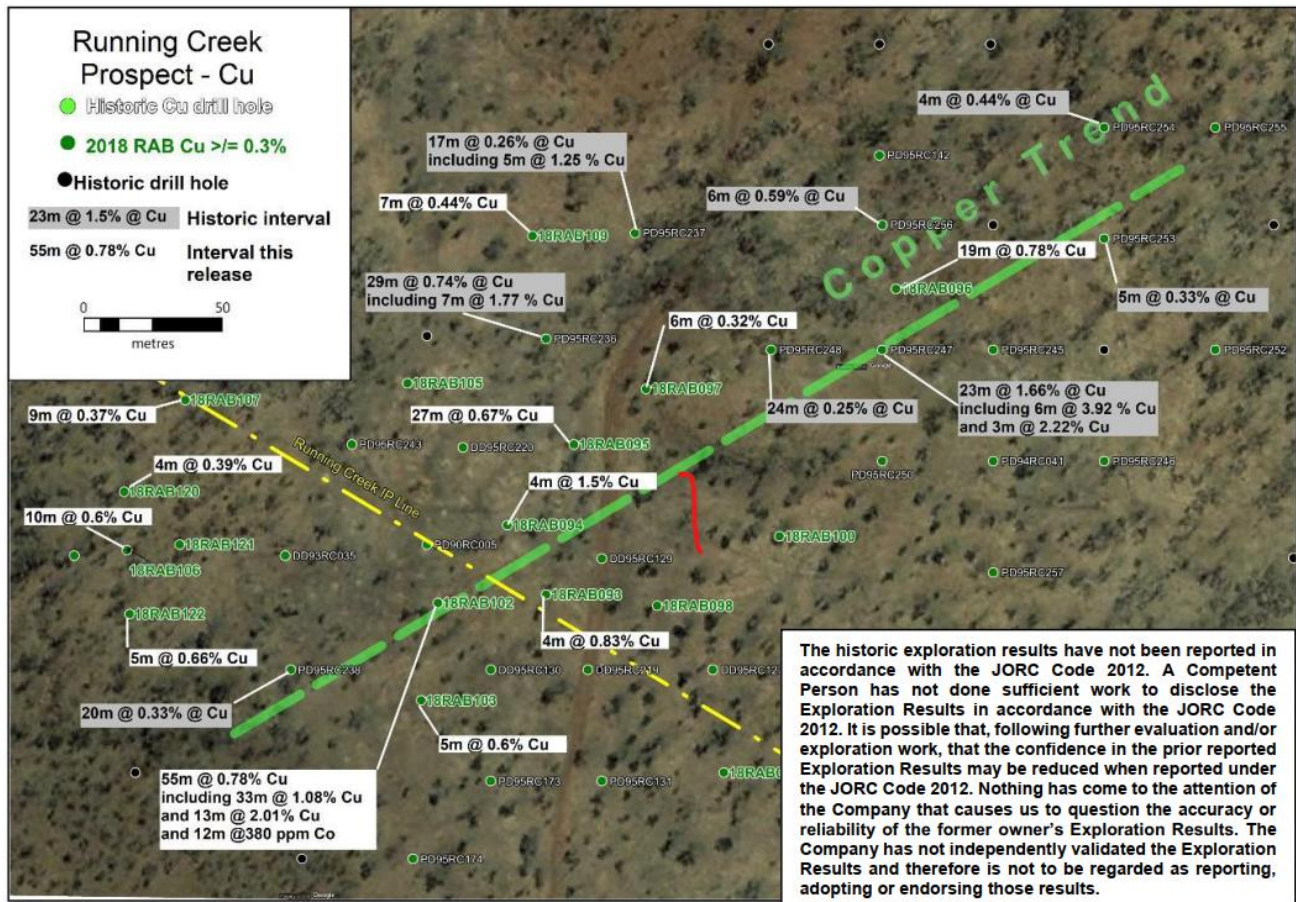 Running Creek
Prospect - Cu
Historic Cu drill hole
2018 RAB Cu >/= 0.3%
Historic drill hole
23m @ 1.5% @ Cu Historic interval
55m @ 0.78% Cu Interval this
release
0 50
metres
Copper Trend
4m @ 0.44% @ Cu
PD95RC254
PD95RC255
17m @ 0.26% @ Cu
including 5m @ 1.25 % Cu
PD95RC142
7m @ 0.44% Cu
18RAB109
PD95RC237
6m @ 0.59% @ Cu
PD95RC256
PD95RC253
19m @ 0.78% Cu
18RAB096
5m @ 0.33% @ Cu
29m @ 0.74% @ Cu
including 7m @ 1.77 % Cu
PD95RC236
6m @ 0.32% Cu
PD95RC248
PD95RC247
PD95RC245
PD95RC252
Google
18RAB105
18RAB097
23m @ 1.66% @ Cu
including 6m @ 3.92 % Cu
and 3m @ 2.22% Cu
18RAB107
9m @ 0.37% Cu
27m @ 0.67% Cu
24m @ 0.25% @ Cu
PD95RC243
DD95RC220
18RAB095
Running Creek IP Line
PD95RC250
PD94RC041
PD95RC246
4m @ 0.39% Cu
18RAB120
4m @ 1.5% Cu
18RAB094
10m @ 0.6% Cu
18RAB121
18RAB106
DD93RC035
PD90RC005
DD95RC129
18RAB100
PD95RC257
18RAB122
18RAB102
18RAB093
18RAB098
5m @ 0.66% Cu
4m @ 0.83% Cu
PD95RC238
DD95RC130
DD95RC219
DD95RC127
20m @ 0.33% @ Cu
18RAB103
5m @ 0.6% Cu
55m @ 0.78% Cu
including 33m @ 1.08% Cu
and 13m @ 2.01% Cu
and 12m @380 ppm Co
PD95RC173
PD95RC131
PD95RC174
Google
The historic exploration results have not been reported in
accordance with the JORC Code 2012. A Competent
Person has not done sufficient work to disclose the
Exploration Results in accordance with the JORC Code
2012. It is possible that, following further evaluation and/or
exploration work, that the confidence in the prior reported
Exploration Results may be reduced when reported under
the JORC Code 2012. Nothing has come to the attention of
the Company that causes us to question the accuracy or
reliability of the former owner's Exploration Results. The
Company has not independently validated the Exploration
Results and therefore is not to be regarded as reporting,
adopting or endorsing those results.